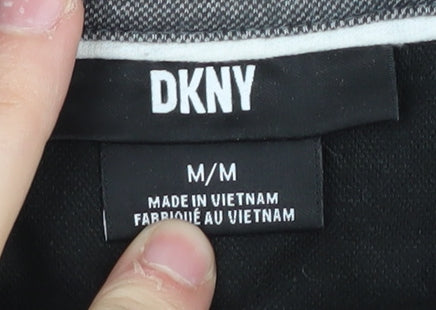 DKNY
M/M
MADE IN VIETNAM
FABRIQUÉ AU VIETNAM